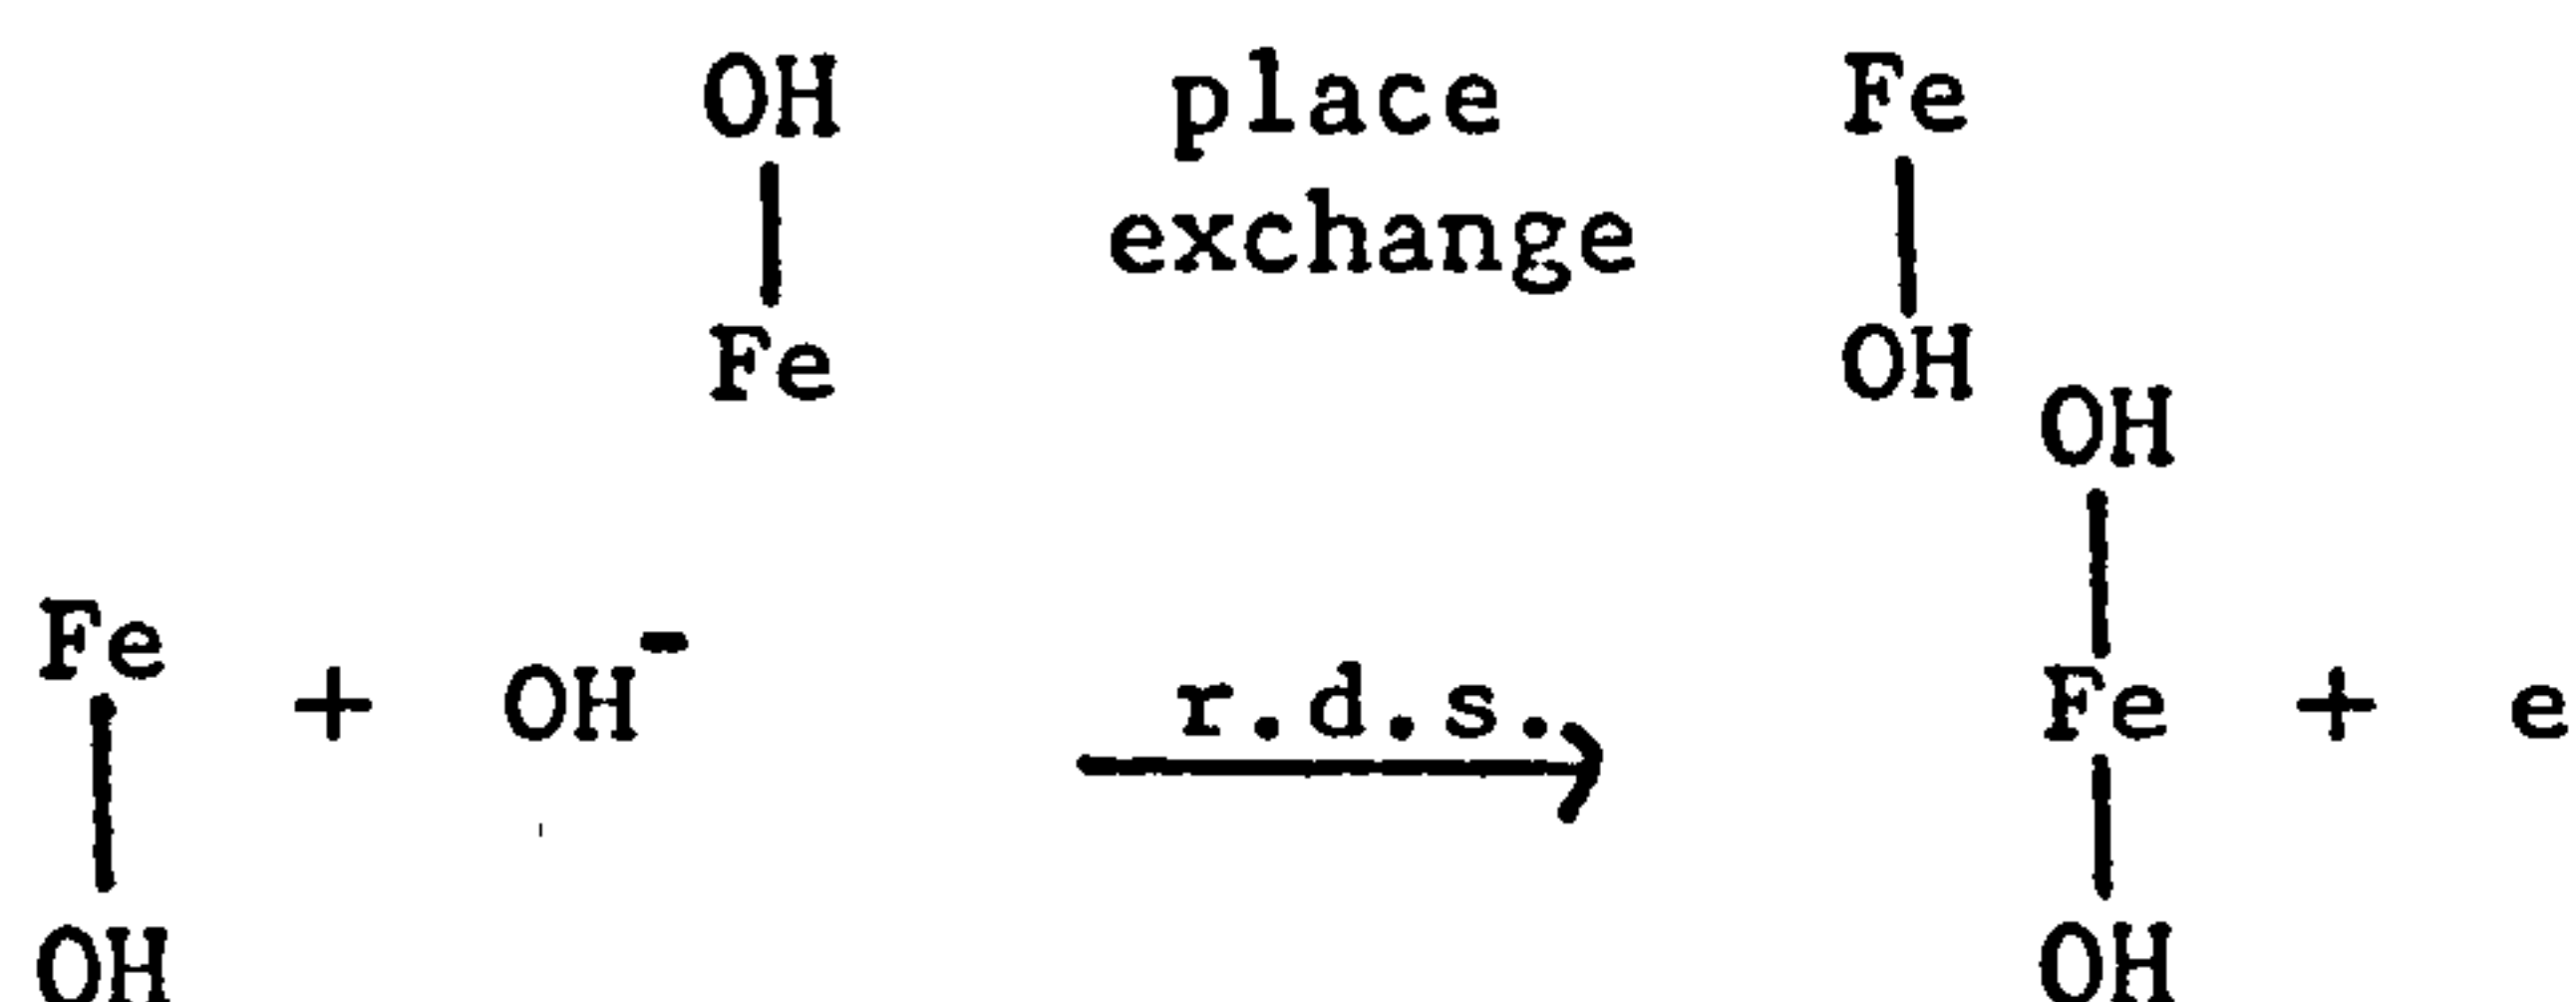 OH place Fe
exchange
Fe OH
OH
Fe + OH⁻ r.d.s. Fe + e
OH OH